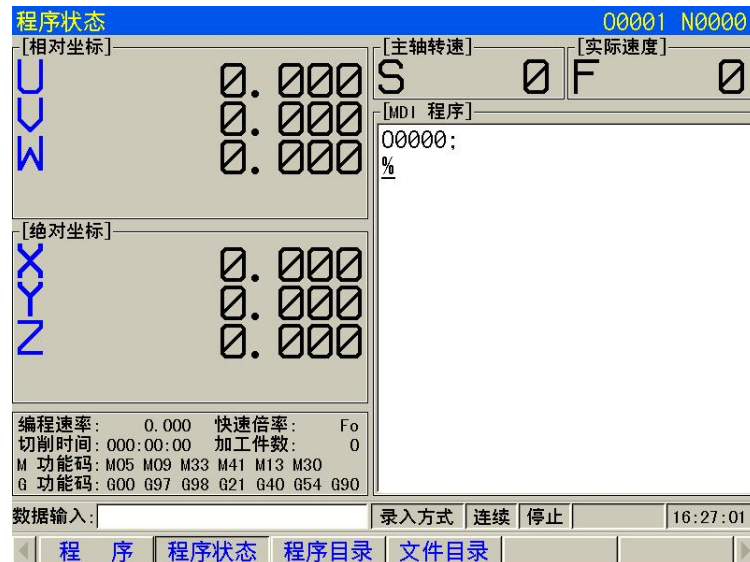 程序状态 O0001 N0000
[相对坐标]
U 0.000
V 0.000
W 0.000
[主轴转速]
S 0
[实际速度]
F 0
[MDI 程序]
O0000;
%
[绝对坐标]
X 0.000
Y 0.000
Z 0.000
编程速率: 0.000 快速倍率: Fo
切削时间: 000:00:00 加工件数: 0
M 功能码: M05 M09 M33 M41 M13 M30
G 功能码: G00 G97 G98 G21 G40 G54 G90
数据输入: 录入方式 连续 停止 16:27:01
程 序 程序状态 程序目录 文件目录